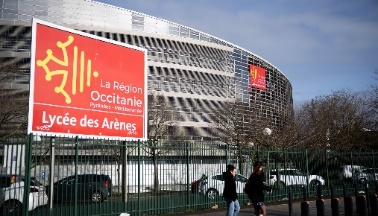 La Région
Occitanie
Pyrénées - Méditerranée
Lycée des Arènes